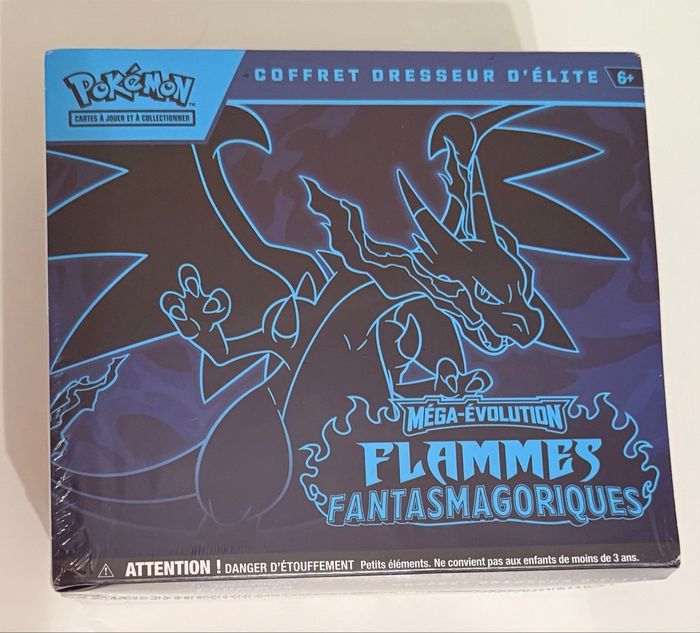 POKÉMON
TM
CARTES À JOUER ET À COLLECTIONNER
COFFRET DRESSEUR D'ÉLITE
6+
MÉGA-ÉVOLUTION
FLAMMES
FANTASMAGORIQUES
ATTENTION ! DANGER D'ÉTOUFFEMENT Petits éléments. Ne convient pas aux enfants de moins de 3 ans.